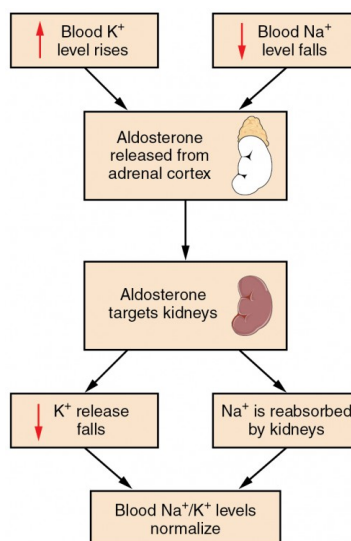 Blood K+
level rises
Blood Na+
level falls
Aldosterone
released from
adrenal cortex
Aldosterone
targets kidneys
K+ release
falls
Na+ is reabsorbed
by kidneys
Blood Na+/K+ levels
normalize